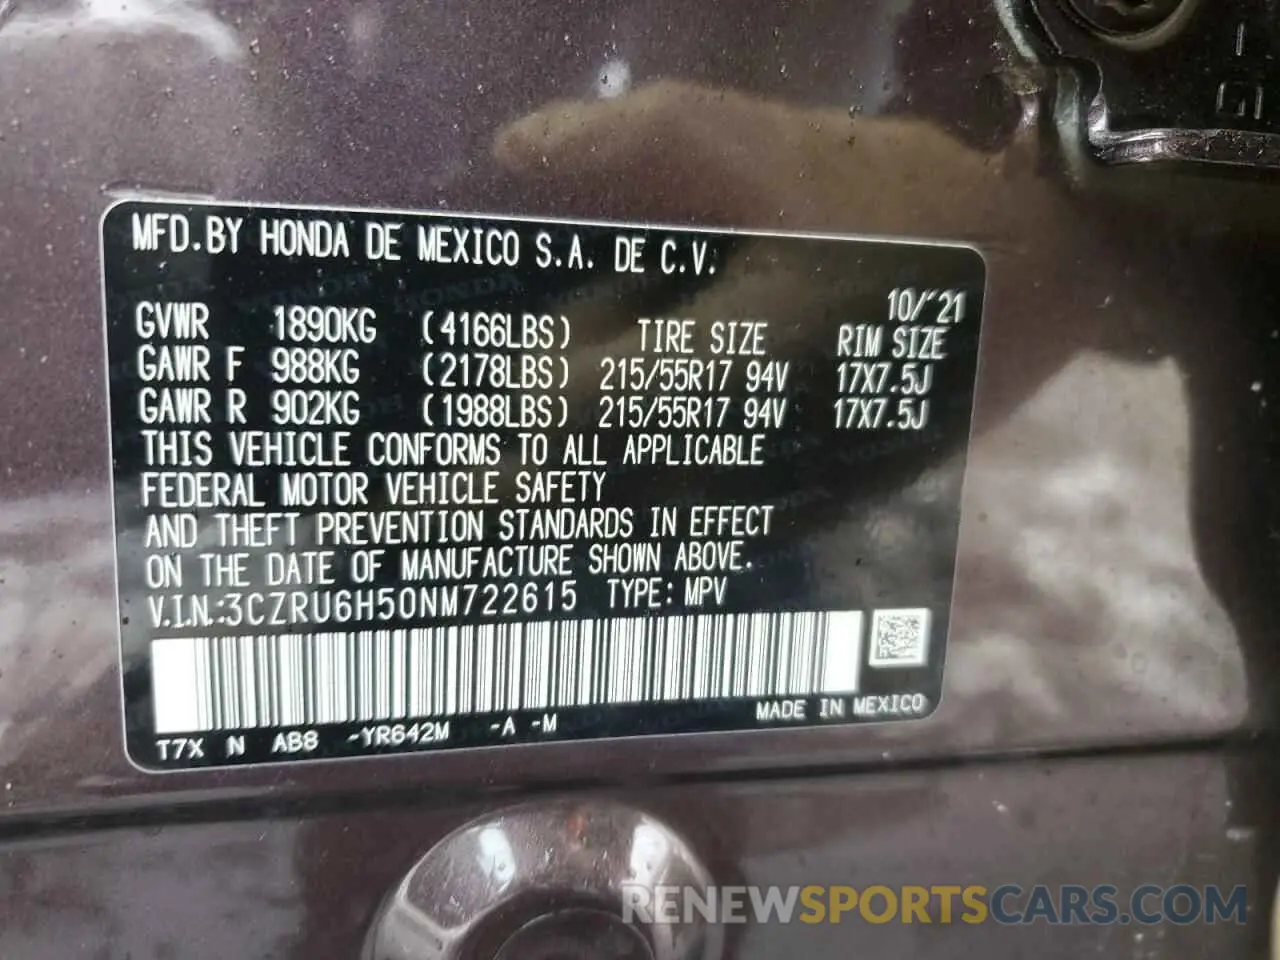 MFD.BY HONDA DE MEXICO S.A. DE C.V.
10/'21
GVWR 1890KG (4166LBS) TIRE SIZE RIM SIZE
GAWR F 988KG (2178LBS) 215/55R17 94V 17X7.5J
GAWR R 902KG (1988LBS) 215/55R17 94V 17X7.5J
THIS VEHICLE CONFORMS TO ALL APPLICABLE
FEDERAL MOTOR VEHICLE SAFETY
AND THEFT PREVENTION STANDARDS IN EFFECT
ON THE DATE OF MANUFACTURE SHOWN ABOVE.
V.I.N.:3CZRU6H50NM722615 TYPE: MPV
MADE IN MEXICO
T7X N AB8 -YR642M -A -M
RENEWSPORTSCARS.COM